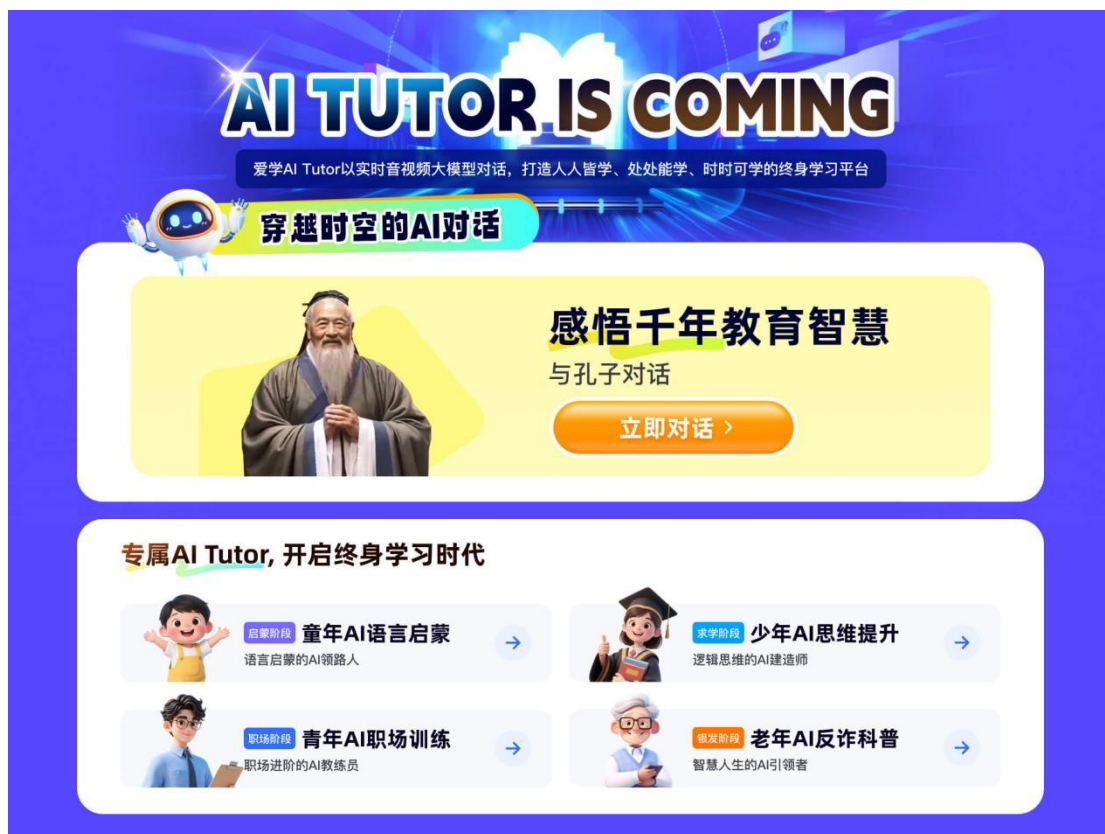 AI TUTOR IS COMING
爱学AI Tutor以实时音视频大模型对话，打造人人皆学、处处能学、时时可学的终身学习平台
穿越时空的AI对话
感悟千年教育智慧
与孔子对话
立即对话 >
专属AI Tutor, 开启终身学习时代
启蒙阶段 童年AI语言启蒙
语言启蒙的AI领路人
求学阶段 少年AI思维提升
逻辑思维的AI建造师
职场阶段 青年AI职场训练
职场进阶的AI教练员
银发阶段 老年AI反诈科普
智慧人生的AI引领者